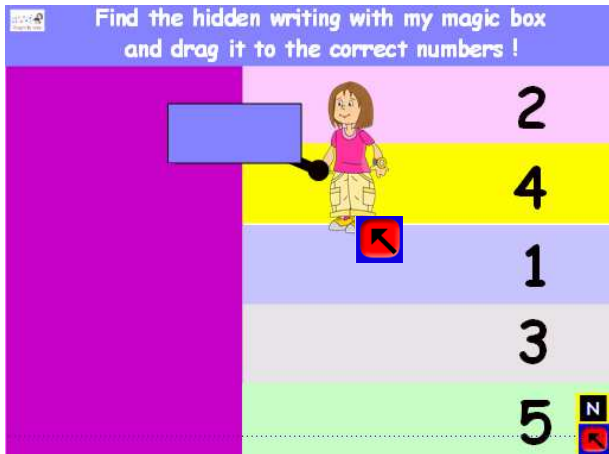 Find the hidden writing with my magic box
and drag it to the correct numbers !
2
4
1
3
5
N